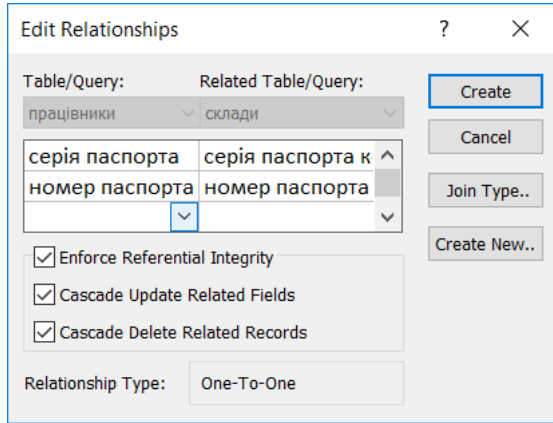 Edit Relationships ?
Table/Query: Related Table/Query:
працівники склади
серія паспорта серія паспорта к
номер паспорта номер паспорта
Enforce Referential Integrity
Cascade Update Related Fields
Cascade Delete Related Records
Relationship Type: One-To-One
Create
Cancel
Join Type..
Create New..